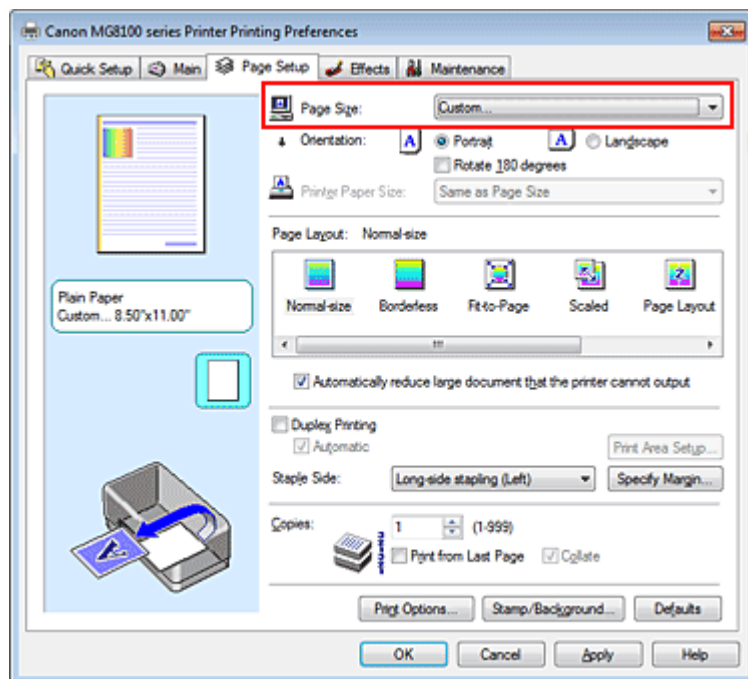 Canon MG8100 series Printer Printing Preferences
Quick Setup Main Page Setup Effects Maintenance
Page Size: Custom...
Orientation: A Portrait A Landscape
Rotate 180 degrees
Printer Paper Size: Same as Page Size
Page Layout: Normal-size
Normal-size Borderless Fit-to-Page Scaled Page Layout
Plain Paper
Custom... 8.50"x11.00"
Automatically reduce large document that the printer cannot output
Duplex Printing
Automatic
Print Area Setup...
Staple Side: Long-side stapling (Left) Specify Margin...
Copies: 1 (1-999)
Print from Last Page Collate
Print Options... Stamp/Background... Defaults
OK Cancel Apply Help